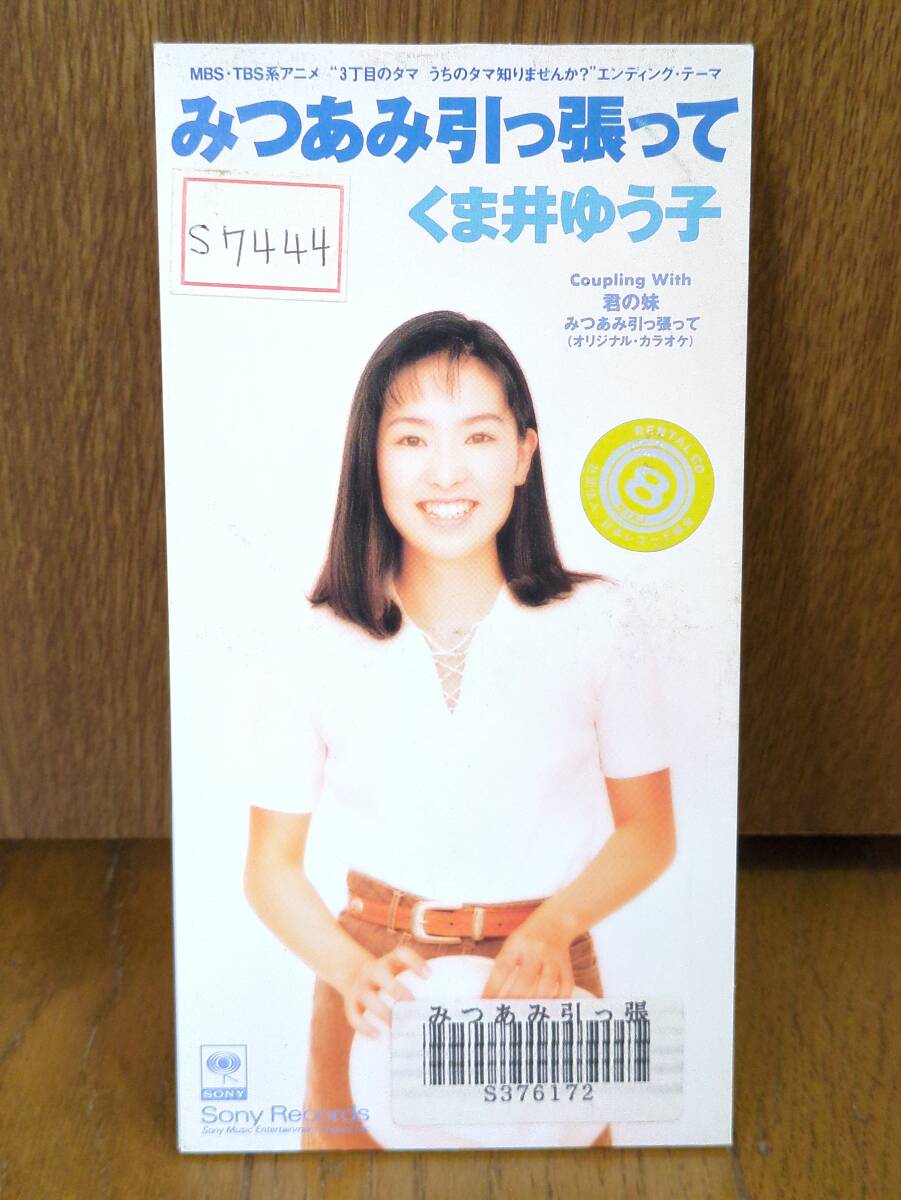 MBS・TBS系アニメ “3丁目のタマ うちのタマ知りませんか?”エンディング・テーマ
みつあみ引っ張って
くま井ゆう子
S7444
Coupling With
君の妹
みつあみ引っ張って
(オリジナル・カラオケ)
RENTAL CD
8
みつあみ引っ張
S376172
SONY
Sony Records
Sony Music Entertainment